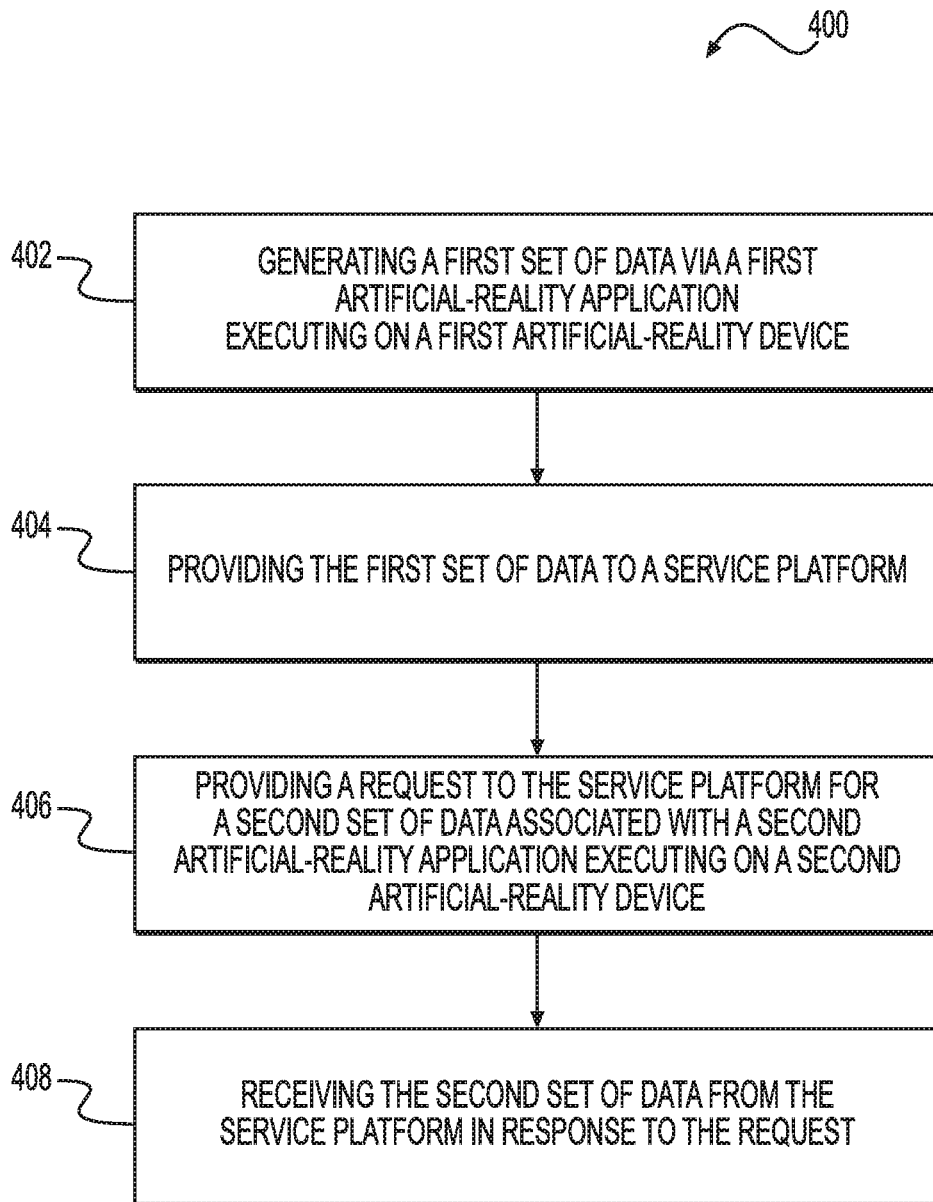 400
402
GENERATING A FIRST SET OF DATA VIA A FIRST
ARTIFICIAL-REALITY APPLICATION
EXECUTING ON A FIRST ARTIFICIAL-REALITY DEVICE
404
PROVIDING THE FIRST SET OF DATA TO A SERVICE PLATFORM
406
PROVIDING A REQUEST TO THE SERVICE PLATFORM FOR
A SECOND SET OF DATA ASSOCIATED WITH A SECOND
ARTIFICIAL-REALITY APPLICATION EXECUTING ON A SECOND
ARTIFICIAL-REALITY DEVICE
408
RECEIVING THE SECOND SET OF DATA FROM THE
SERVICE PLATFORM IN RESPONSE TO THE REQUEST